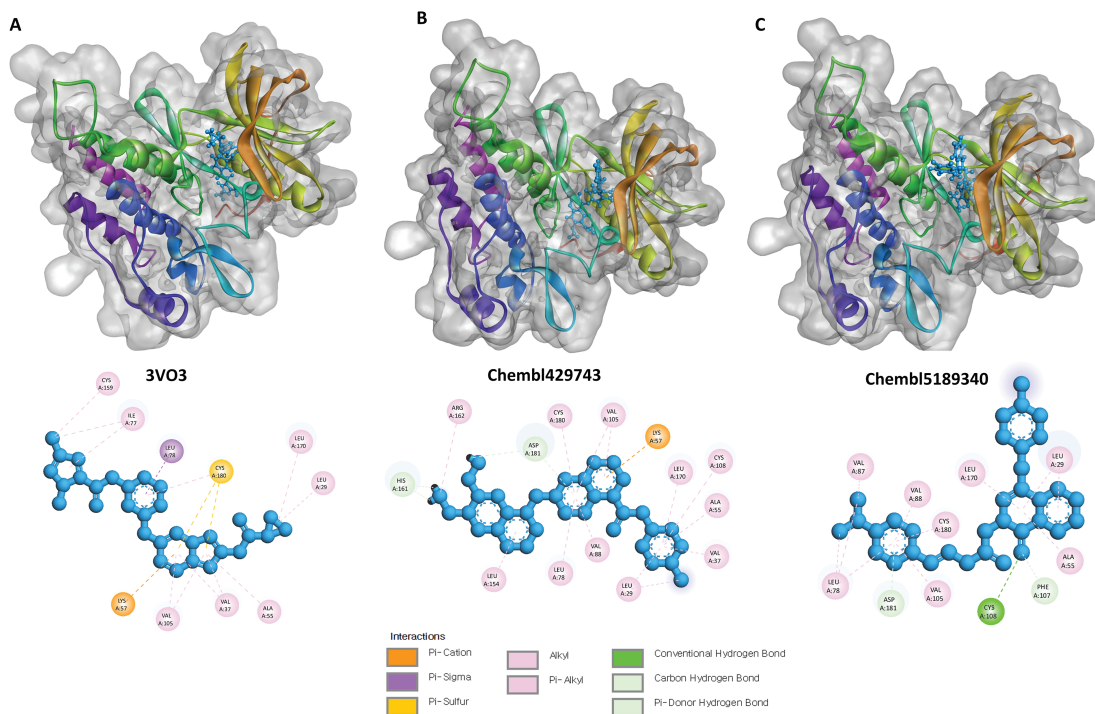 A
B
C
3VO3
Chembl429743
Chembl5189340
CYS
A:159
ILE
A:77
LEU
A:78
LEU
A:170
CYS
A:180
LEU
A:29
LYS
A:57
VAL
A:105
VAL
A:37
ALA
A:55
ARG
A:162
CYS
A:180
VAL
A:105
LYS
A:57
ASP
A:181
CYS
A:108
LEU
A:170
HIS
A:161
ALA
A:55
VAL
A:88
VAL
A:37
LEU
A:154
LEU
A:78
LEU
A:29
VAL
A:87
LEU
A:170
LEU
A:29
VAL
A:88
CYS
A:180
ALA
A:55
LEU
A:78
ASP
A:181
VAL
A:105
PHE
A:107
CYS
A:108
Interactions
Pi-Cation
Pi-Sigma
Pi-Sulfur
Alkyl
Pi-Alkyl
Conventional Hydrogen Bond
Carbon Hydrogen Bond
Pi-Donor Hydrogen Bond